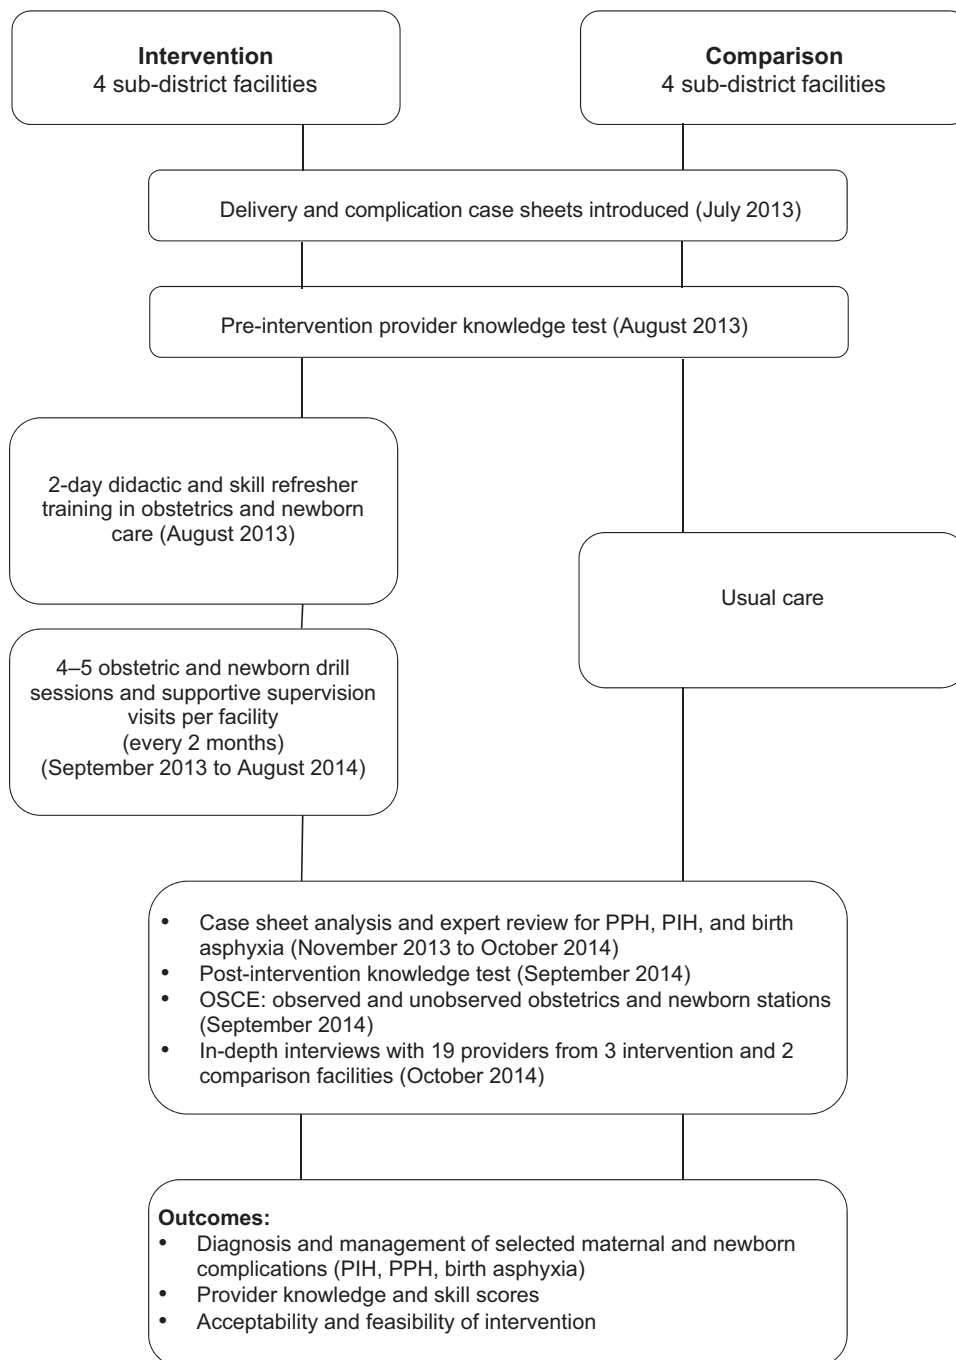 Intervention
4 sub-district facilities
Comparison
4 sub-district facilities
Delivery and complication case sheets introduced (July 2013)
Pre-intervention provider knowledge test (August 2013)
2-day didactic and skill refresher
training in obstetrics and newborn
care (August 2013)
Usual care
4–5 obstetric and newborn drill
sessions and supportive supervision
visits per facility
(every 2 months)
(September 2013 to August 2014)
• Case sheet analysis and expert review for PPH, PIH, and birth
asphyxia (November 2013 to October 2014)
• Post-intervention knowledge test (September 2014)
• OSCE: observed and unobserved obstetrics and newborn stations
(September 2014)
• In-depth interviews with 19 providers from 3 intervention and 2
comparison facilities (October 2014)
Outcomes:
• Diagnosis and management of selected maternal and newborn
complications (PIH, PPH, birth asphyxia)
• Provider knowledge and skill scores
• Acceptability and feasibility of intervention